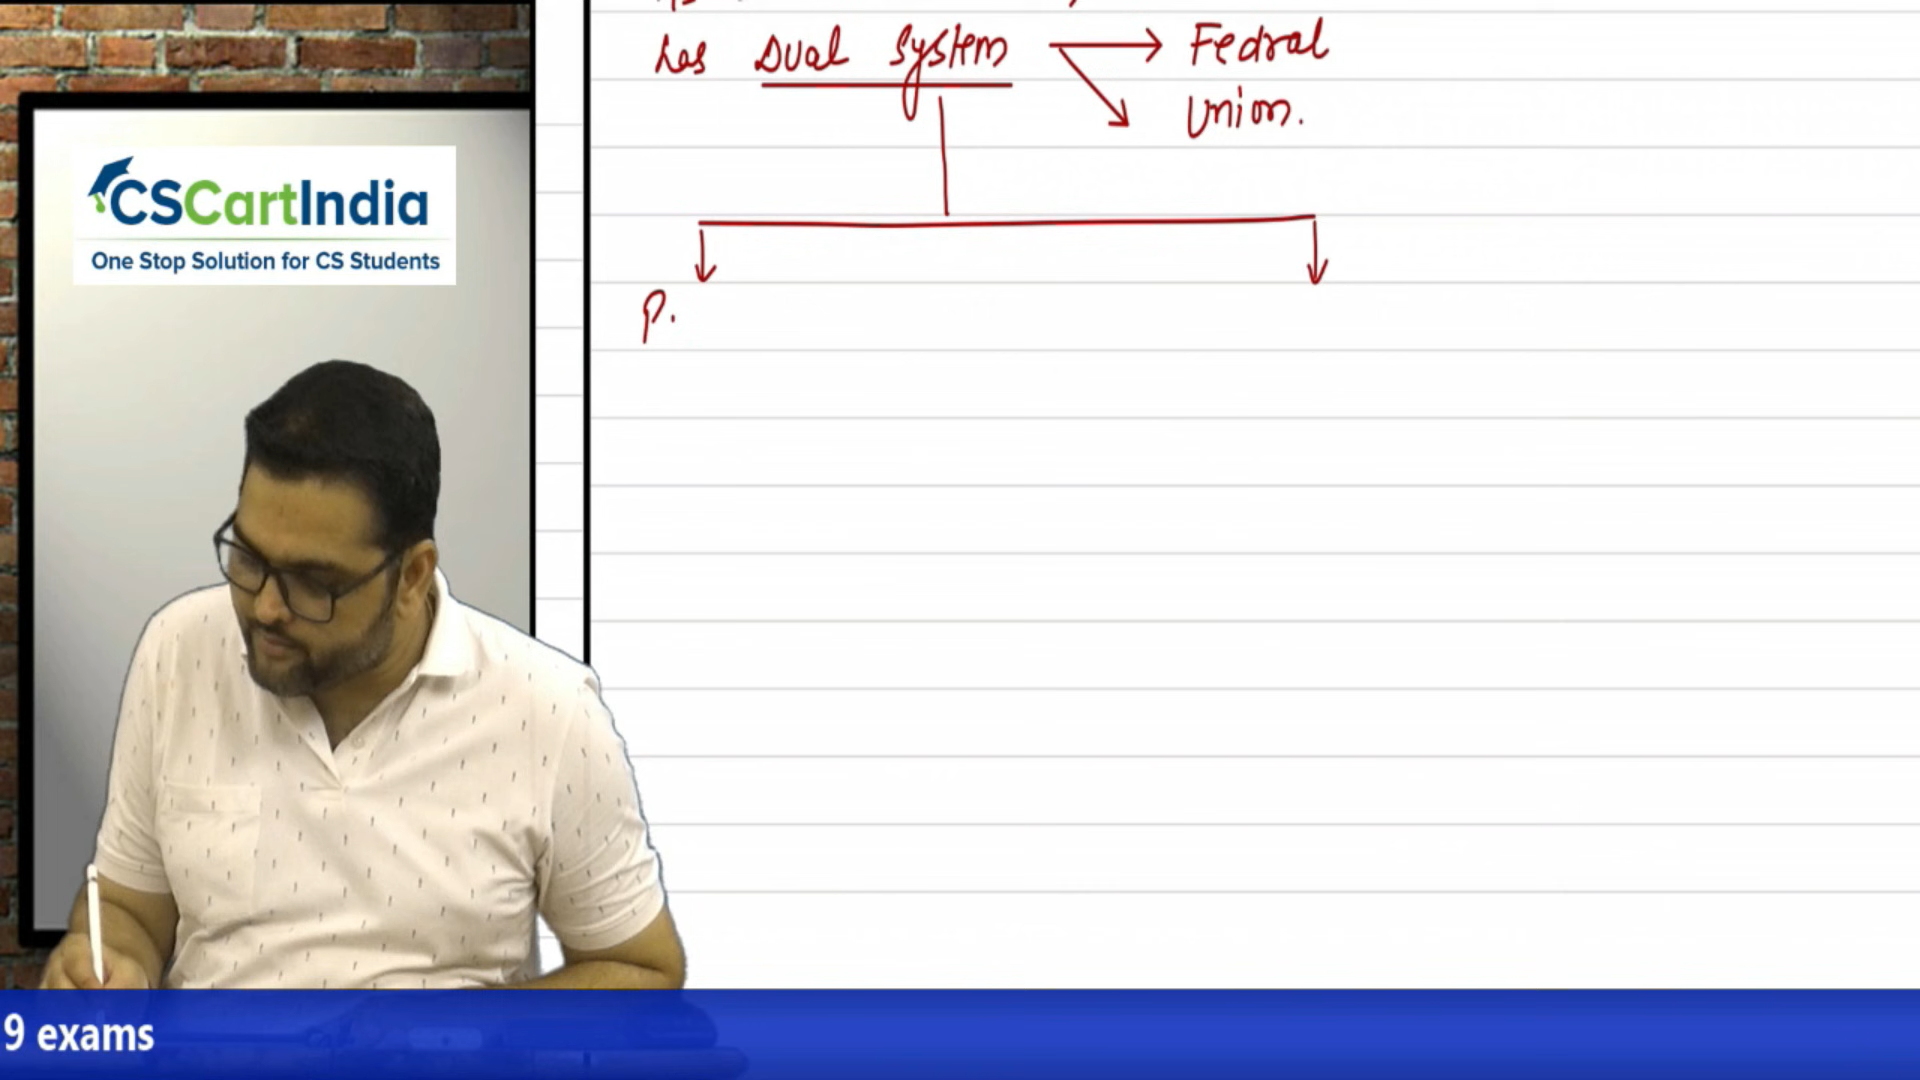 CSCartIndia
One Stop Solution for CS Students
has Dual System → Fedral
Union.
P.
9 exams